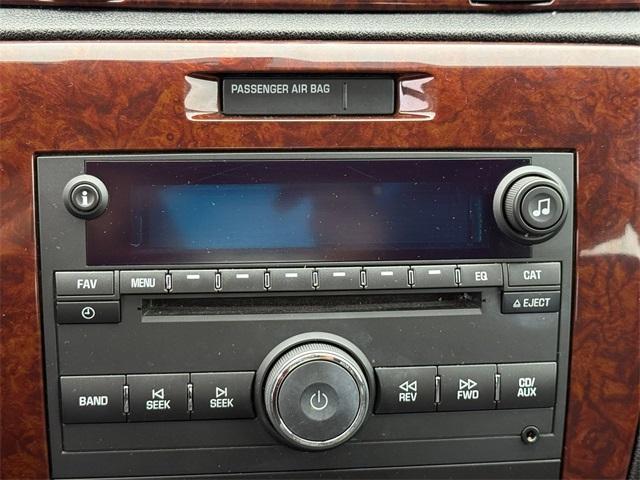 PASSENGER AIR BAG
i
FAV
MENU
EQ
CAT
EJECT
BAND
SEEK
SEEK
REV
FWD
CD/
AUX